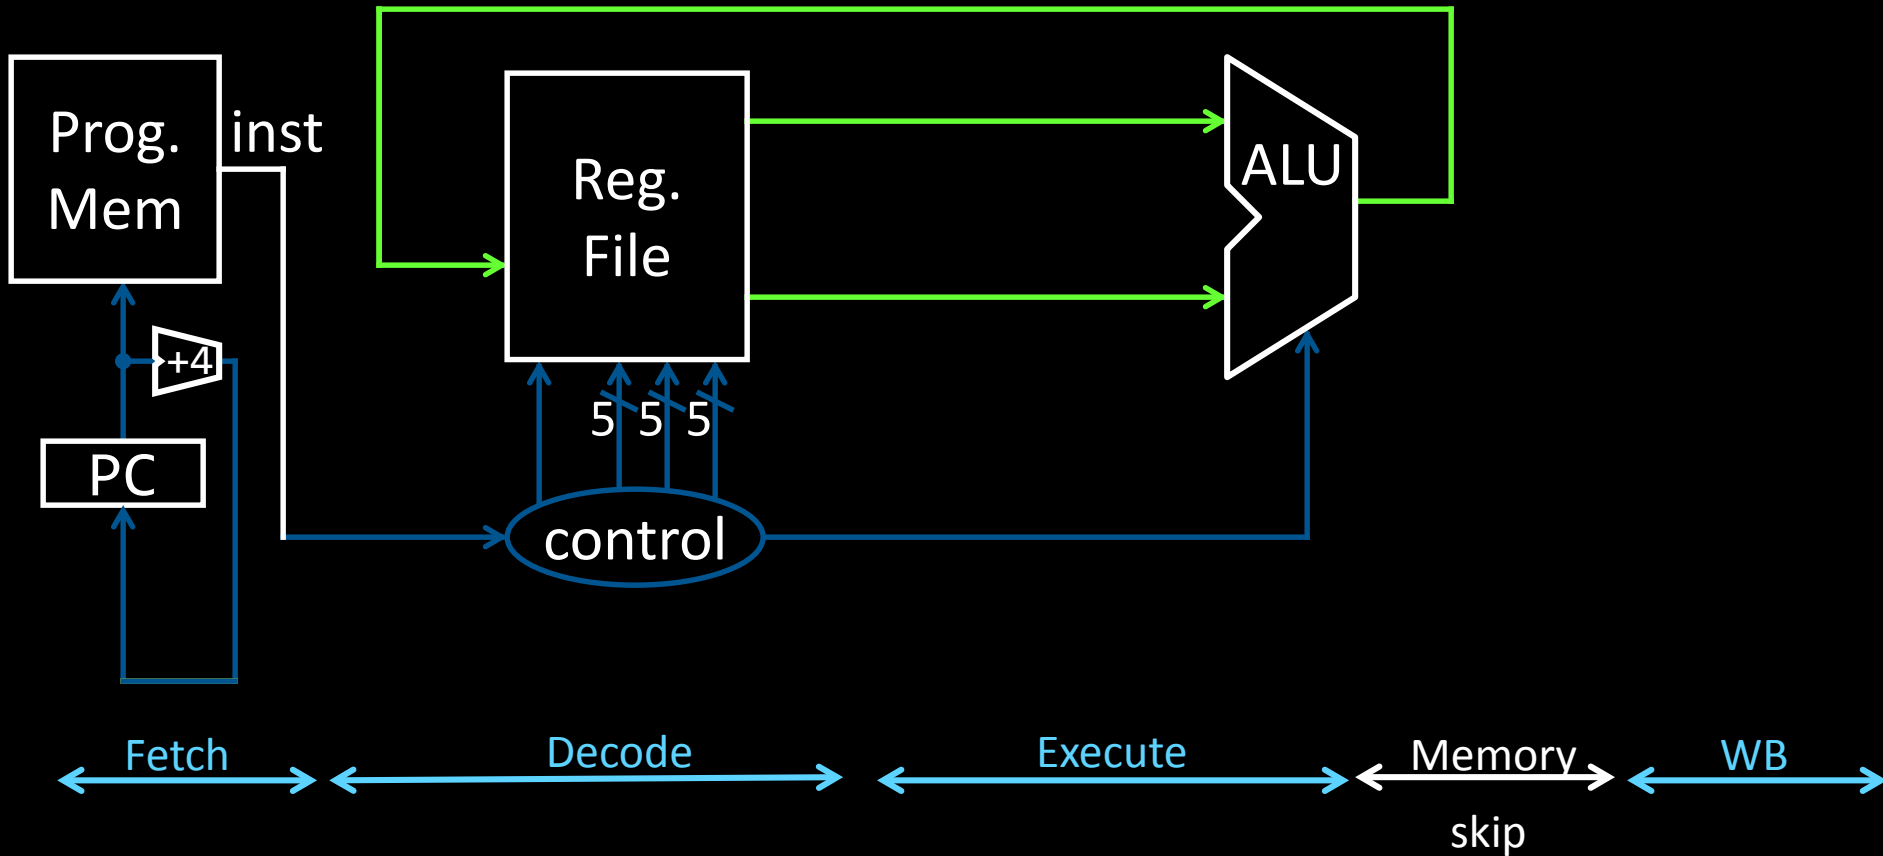 Prog.
Mem
inst
Reg.
File
ALU
+4
5 5 5
PC
control
Fetch
Decode
Execute
Memory
WB
skip